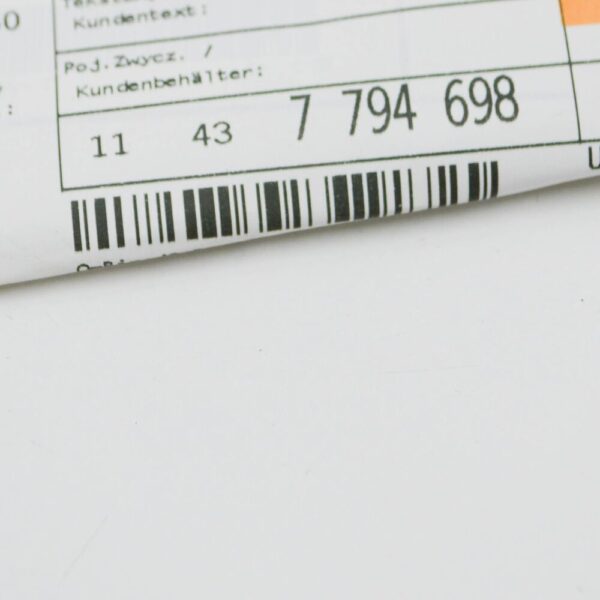 Kundentext:
Poj.Zwycz. /
Kundenbehälter:
11 43 7 794 698